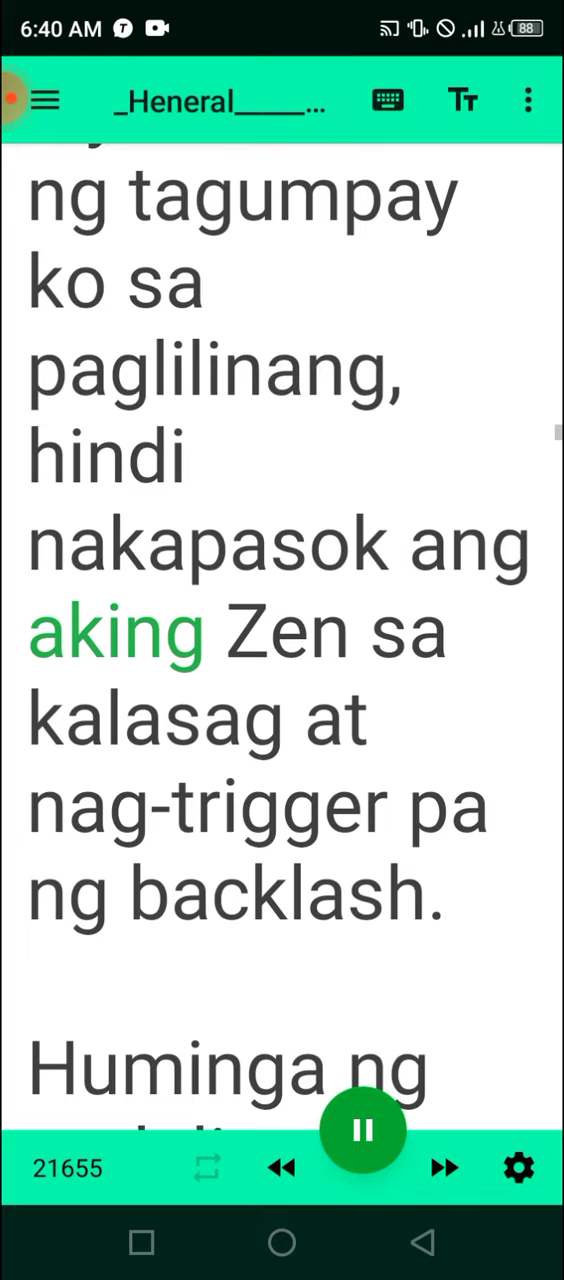 6:40 AM
88
_Heneral_____...
ng tagumpay
ko sa
paglilinang,
hindi
nakapasok ang
aking Zen sa
kalasag at
nag-trigger pa
ng backlash.
Huminga ng
21655